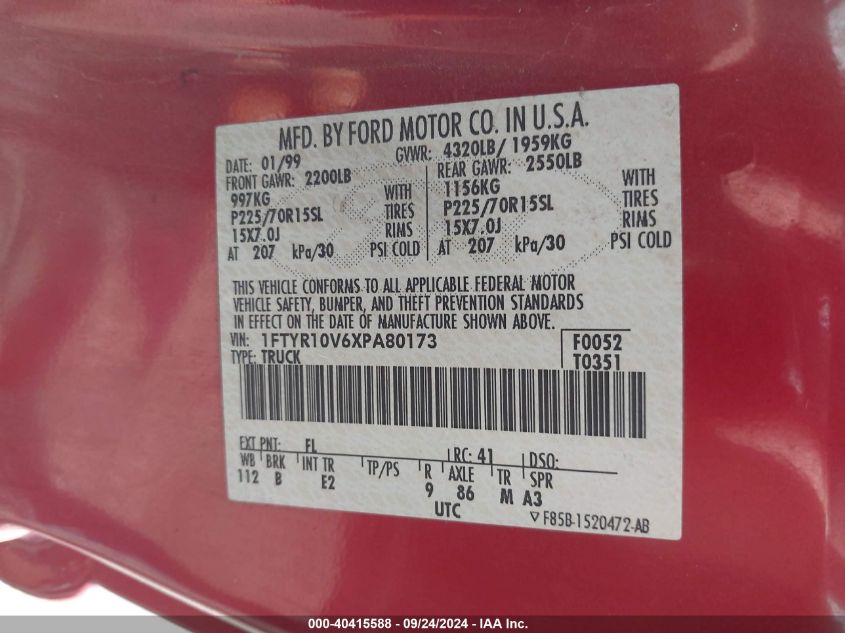 MFD. BY FORD MOTOR CO. IN U.S.A.
DATE: 01/99 GVWR: 4320LB/ 1959KG
FRONT GAWR: 2200LB REAR GAWR: 2550LB
997KG WITH 1156KG WITH
P225/70R15SL TIRES P225/70R15SL TIRES
15X7.0J RIMS 15X7.0J RIMS
AT 207 kPa/30 PSI COLD AT 207 kPa/30 PSI COLD
THIS VEHICLE CONFORMS TO ALL APPLICABLE FEDERAL MOTOR
VEHICLE SAFETY, BUMPER, AND THEFT PREVENTION STANDARDS
IN EFFECT ON THE DATE OF MANUFACTURE SHOWN ABOVE.
VIN: 1FTYR10V6XPA80173 F0052
TYPE: TRUCK T0351
EXT PNT: FL RC: 41 DSO:
WB BRK INT TR TP/PS R AXLE TR SPR
112 B E2 9 86 M A3
UTC F85B-1520472-AB
000-40415588 - 09/24/2024 - IAA Inc.